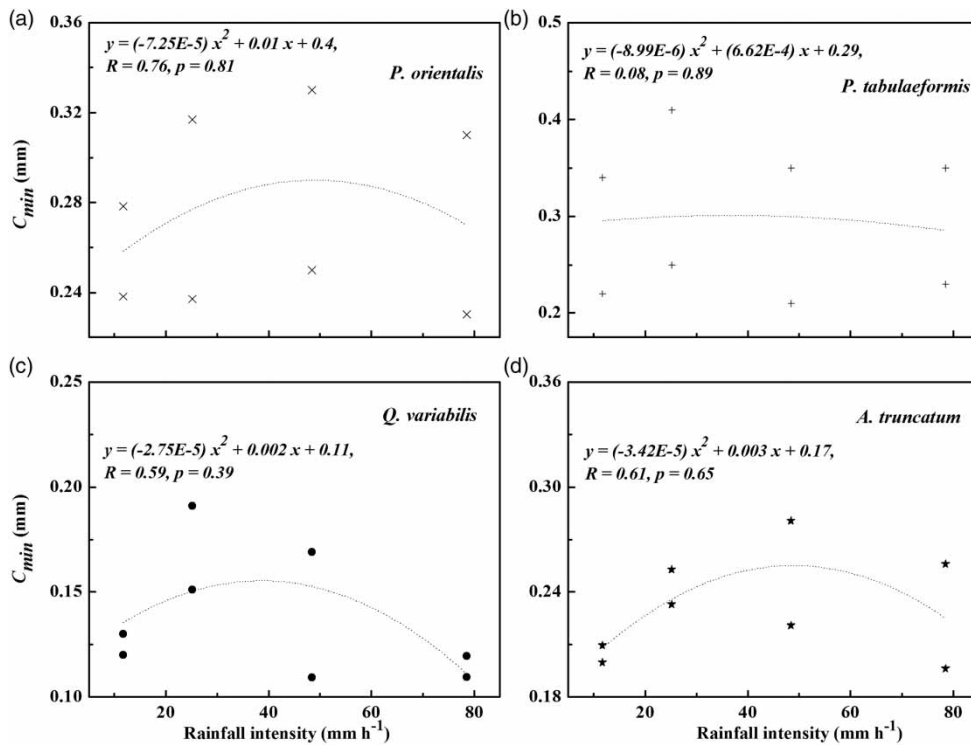 (a)
0.36
y = (-7.25E-5) x² + 0.01 x + 0.4,
R = 0.76, p = 0.81
P. orientalis
0.32
0.28
0.24
C_min (mm)
(b)
0.5
y = (-8.99E-6) x² + (6.62E-4) x + 0.29,
R = 0.08, p = 0.89
P. tabulaeformis
0.4
0.3
0.2
(c)
0.25
Q. variabilis
y = (-2.75E-5) x² + 0.002 x + 0.11,
R = 0.59, p = 0.39
0.20
0.15
0.10
C_min (mm)
20 40 60 80
Rainfall intensity (mm h⁻¹)
(d)
0.36
A. truncatum
y = (-3.42E-5) x² + 0.003 x + 0.17,
R = 0.61, p = 0.65
0.30
0.24
0.18
20 40 60 80
Rainfall intensity (mm h⁻¹)